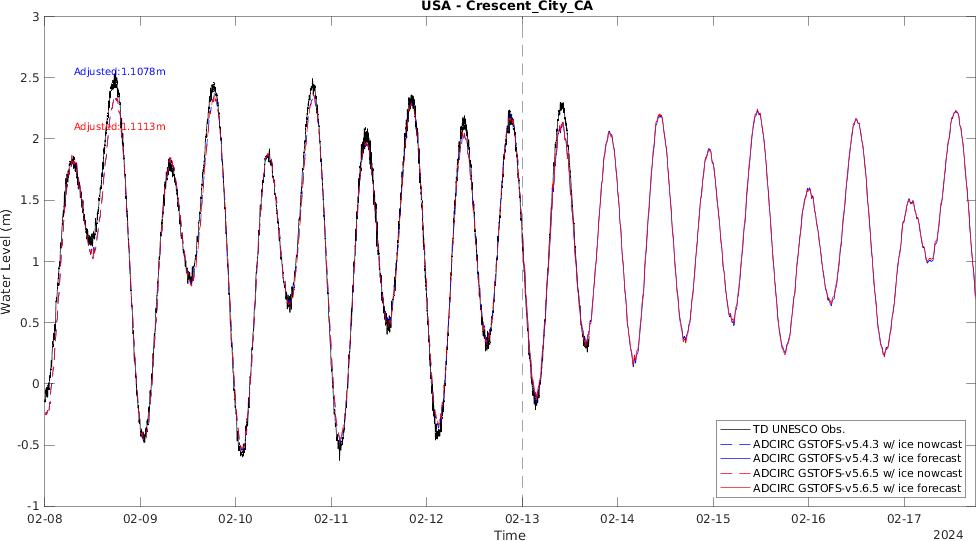 USA - Crescent_City_CA
3
2.5
2
1.5
1
0.5
0
-0.5
-1
Water Level (m)
Adjusted:1.1078m
Adjusted:1.1113m
TD UNESCO Obs.
ADCIRC GSTOFS-v5.4.3 w/ ice nowcast
ADCIRC GSTOFS-v5.4.3 w/ ice forecast
ADCIRC GSTOFS-v5.6.5 w/ ice nowcast
ADCIRC GSTOFS-v5.6.5 w/ ice forecast
02-08 02-09 02-10 02-11 02-12 02-13 02-14 02-15 02-16 02-17
Time
2024